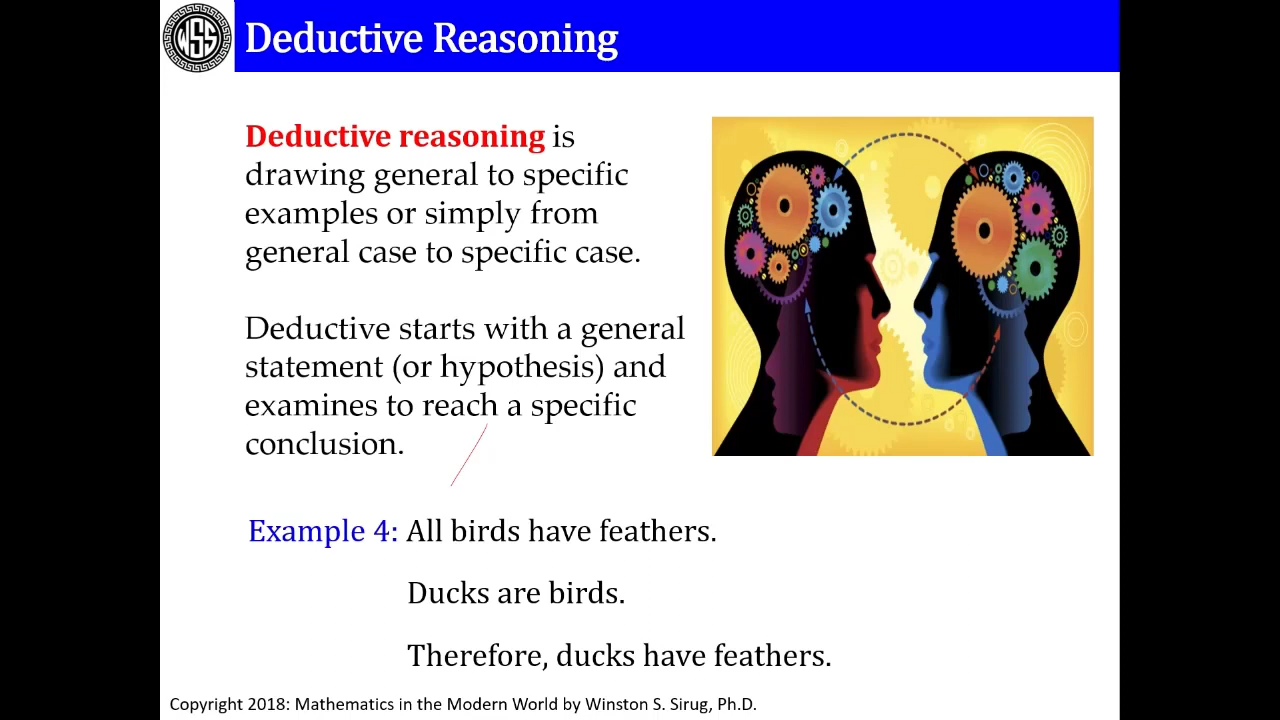 WSS
Deductive Reasoning
Deductive reasoning is
drawing general to specific
examples or simply from
general case to specific case.
Deductive starts with a general
statement (or hypothesis) and
examines to reach a specific
conclusion.
Example 4: All birds have feathers.
Ducks are birds.
Therefore, ducks have feathers.
Copyright 2018: Mathematics in the Modern World by Winston S. Sirug, Ph.D.